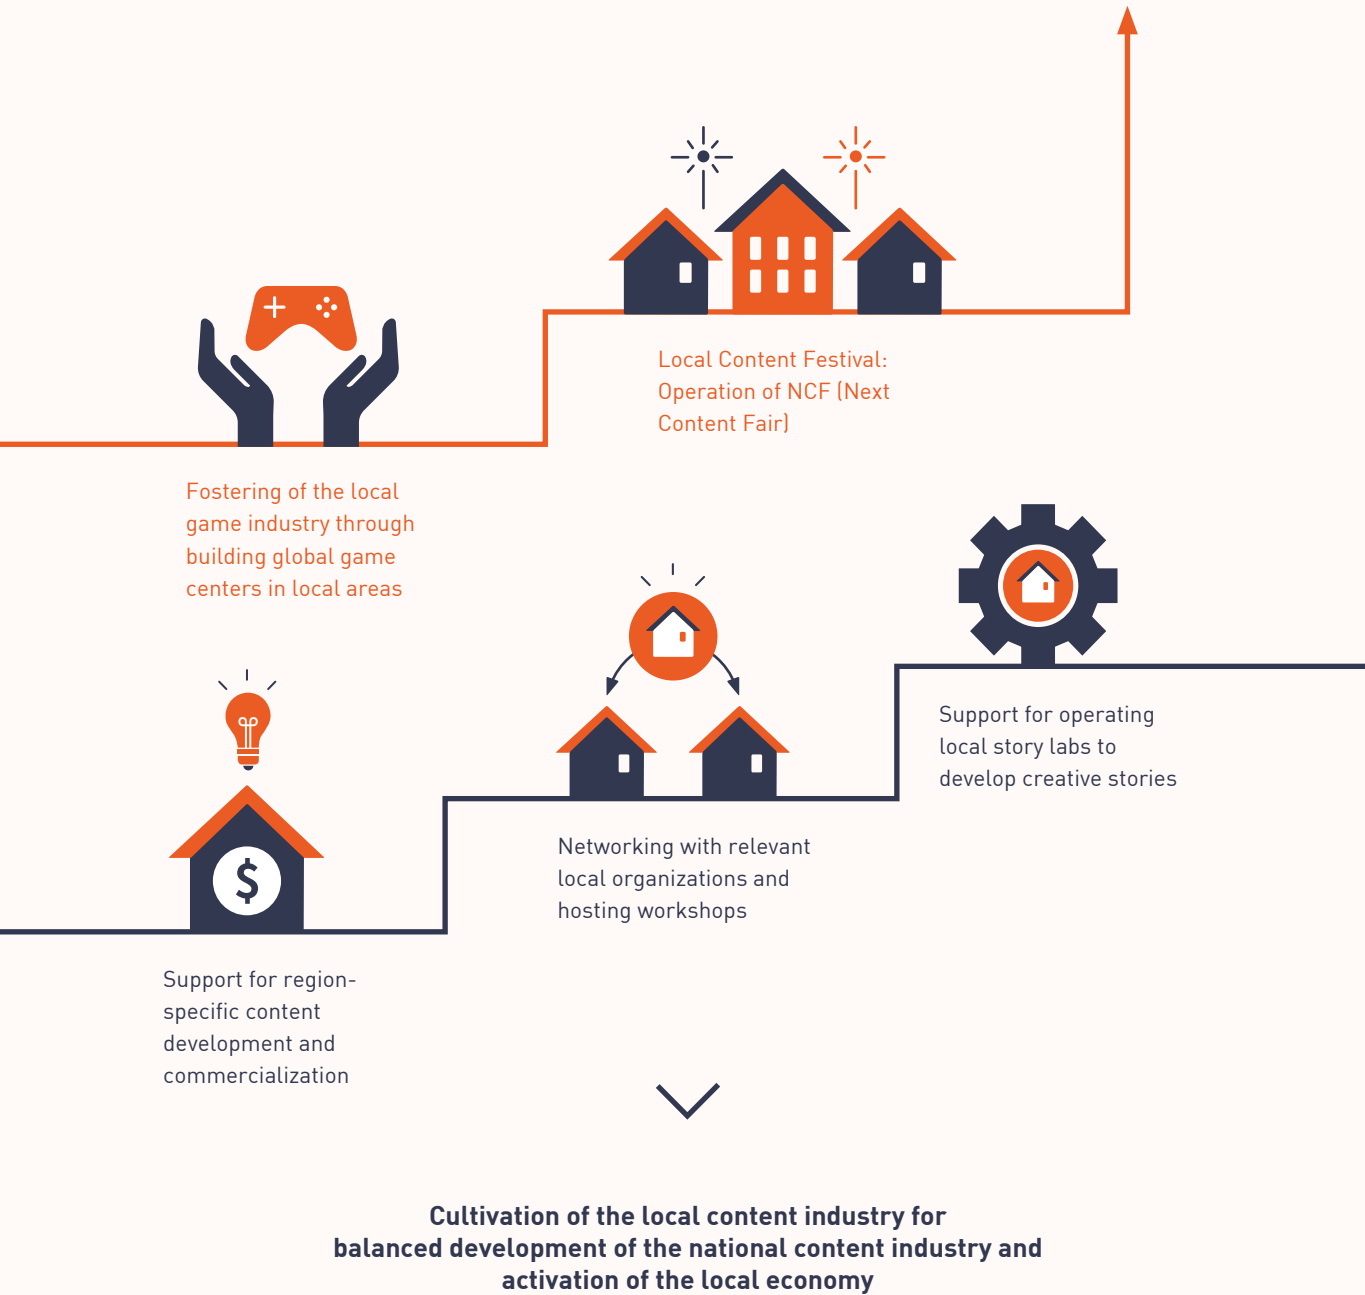 Local Content Festival:
Operation of NCF (Next
Content Fair)
Fostering of the local
game industry through
building global game
centers in local areas
Support for operating
local story labs to
develop creative stories
Networking with relevant
local organizations and
hosting workshops
$
Support for region-
specific content
development and
commercialization
Cultivation of the local content industry for
balanced development of the national content industry and
activation of the local economy